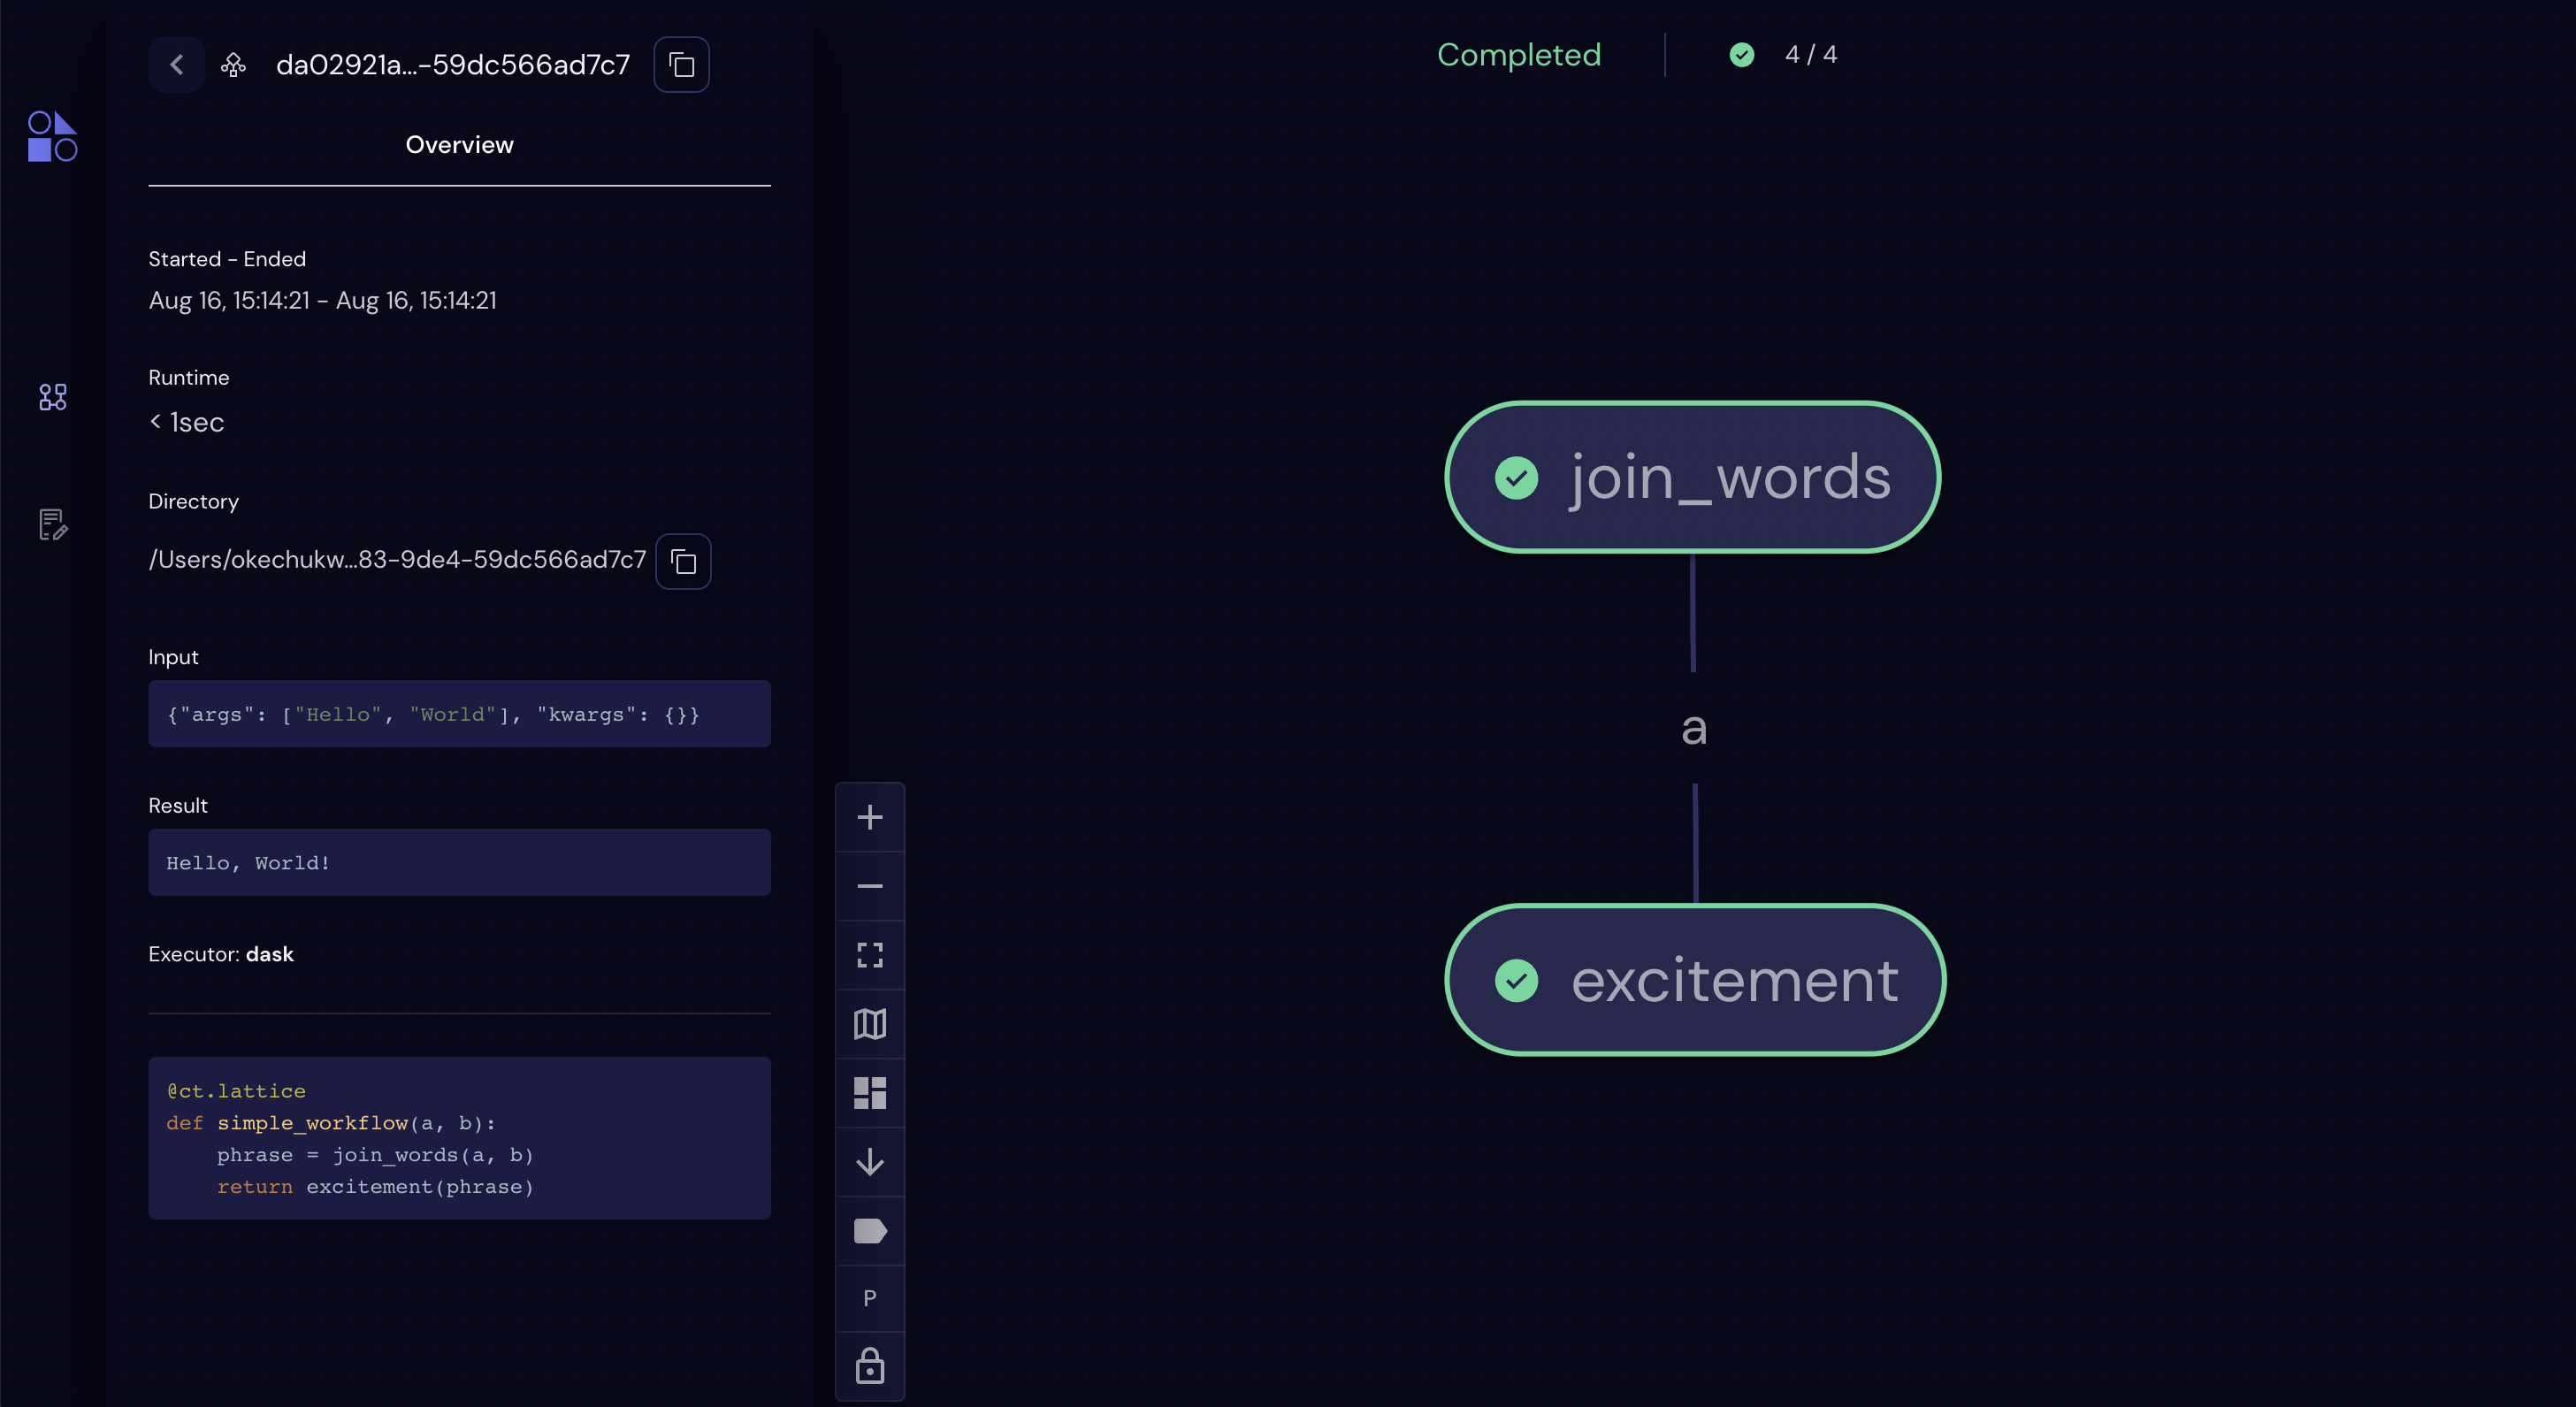 da02921a...-59dc566ad7c7
Overview
Started - Ended
Aug 16, 15:14:21 - Aug 16, 15:14:21
Runtime
< 1sec
Directory
/Users/okechukw...83-9de4-59dc566ad7c7
Input
{"args": ["Hello", "World"], "kwargs": {}}
Result
Hello, World!
Executor: dask
@ct.lattice
def simple_workflow(a, b):
    phrase = join_words(a, b)
    return excitement(phrase)
P
Completed
4 / 4
join_words
a
excitement